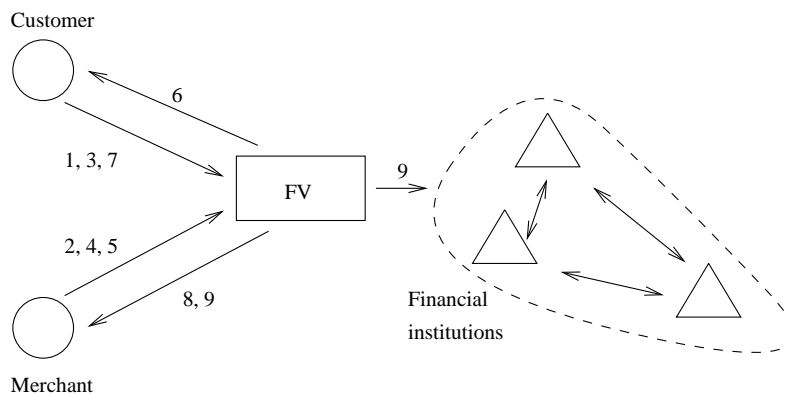 Customer
6
1, 3, 7
9
FV
2, 4, 5
8, 9
Financial
institutions
Merchant